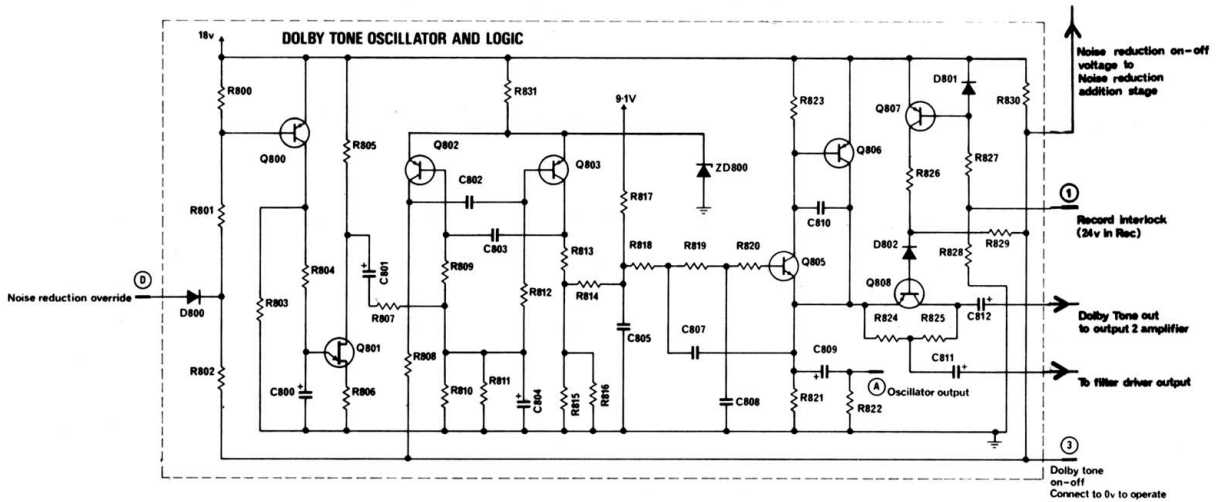 18v
DOLBY TONE OSCILLATOR AND LOGIC
Noise reduction on-off
voltage to
Noise reduction
addition stage
R800
R831
9·1V
R823
Q807
D801
R830
Q800
R805
Q802
Q803
ZD800
Q806
R801
C802
R817
R826
R827
C803
C810
1
Record interlock
(24v in Rec)
D
Noise reduction override
D800
R804
C801
R809
R813
R818
R819
R820
Q805
D802
R828
R829
R803
R807
R812
R814
Q808
R824
R825
C812
Dolby Tone out
to output 2 amplifier
Q801
R808
C805
C807
C809
C811
To filter driver output
R802
C800
R806
R810
R811
C804
R815
R816
C808
R821
R822
A
Oscillator output
3
Dolby tone
on-off
Connect to 0v to operate